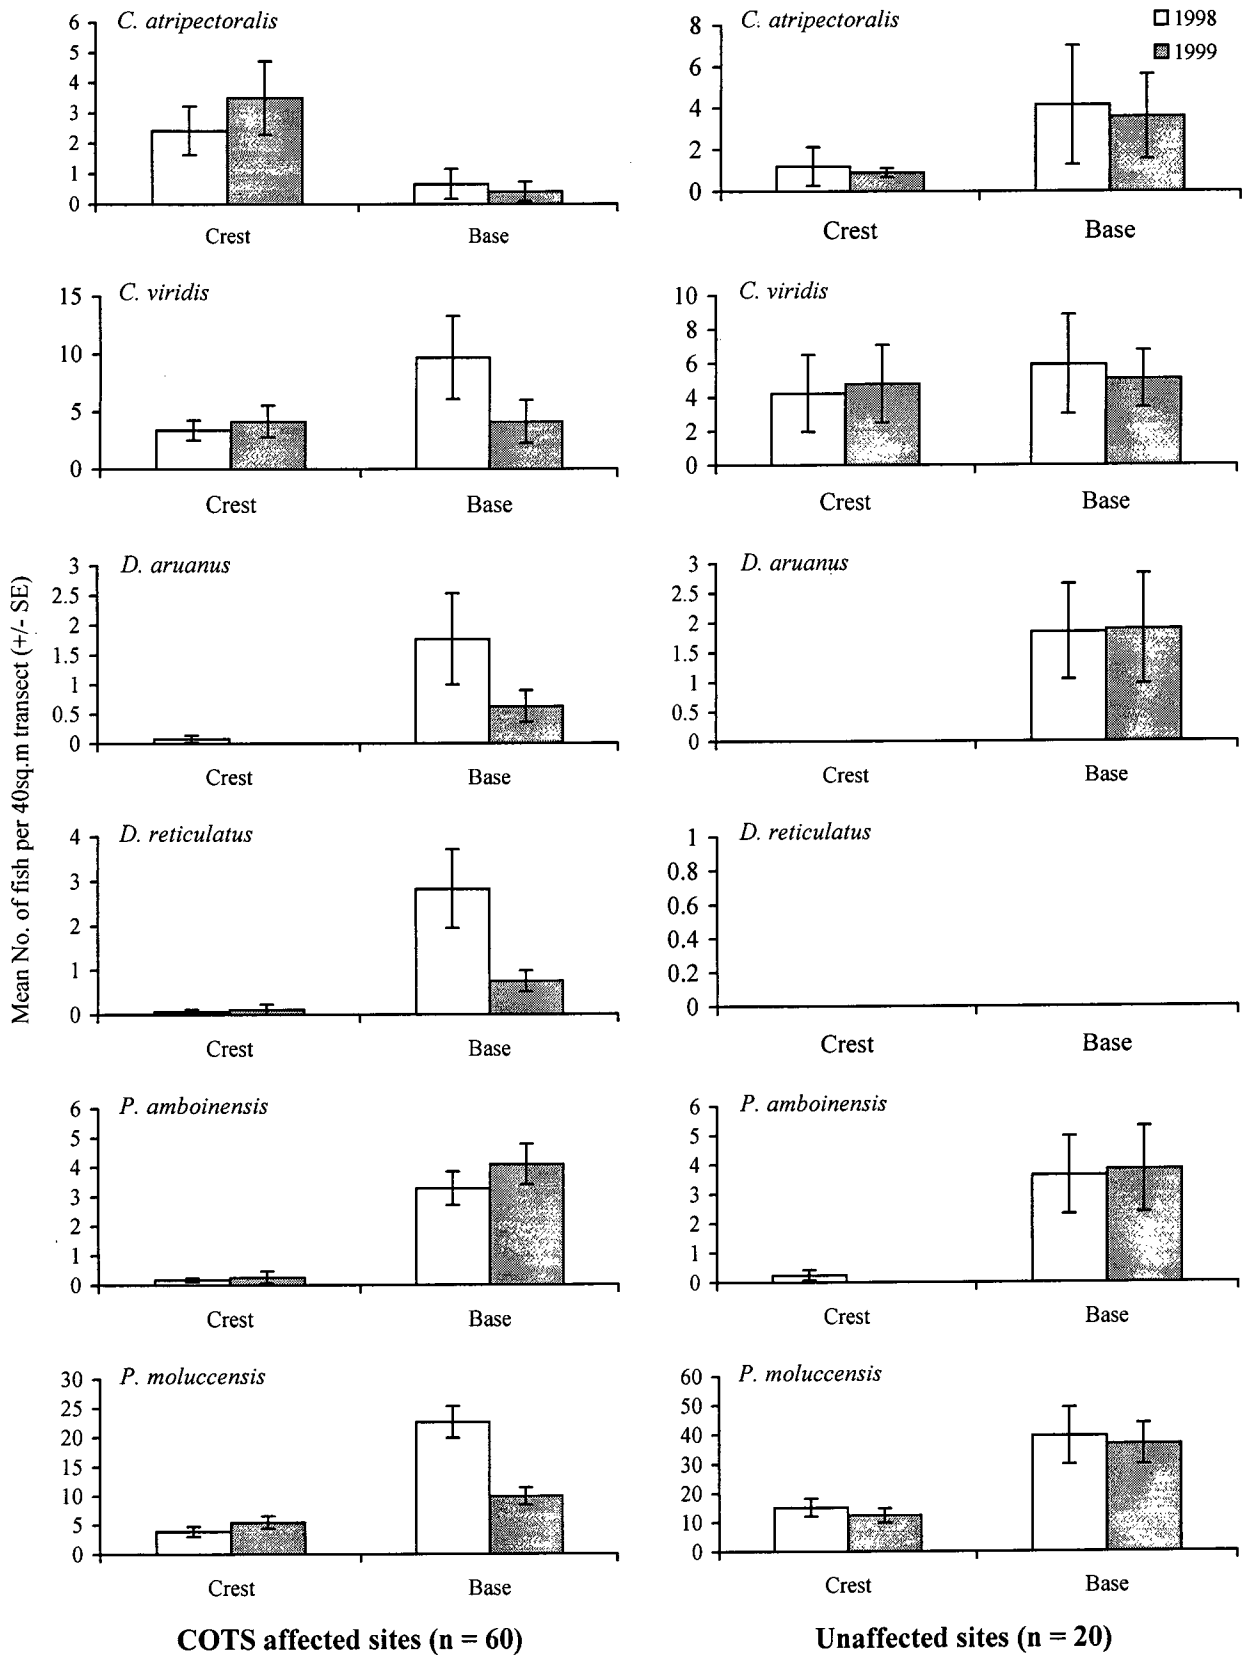 Mean No. of fish per 40sq.m transect (+/- SE)
C. atripectoralis
6
5
4
3
2
1
0
Crest
Base
C. atripectoralis
1998
1999
8
6
4
2
0
Crest
Base
C. viridis
15
10
5
0
Crest
Base
C. viridis
10
8
6
4
2
0
Crest
Base
D. aruanus
3
2.5
2
1.5
1
0.5
0
Crest
Base
D. aruanus
3
2.5
2
1.5
1
0.5
0
Crest
Base
D. reticulatus
4
3
2
1
0
Crest
Base
D. reticulatus
1
0.8
0.6
0.4
0.2
0
Crest
Base
P. amboinensis
6
5
4
3
2
1
0
Crest
Base
P. amboinensis
6
5
4
3
2
1
0
Crest
Base
P. moluccensis
30
25
20
15
10
5
0
Crest
Base
P. moluccensis
60
50
40
30
20
10
0
Crest
Base
COTS affected sites (n = 60)
Unaffected sites (n = 20)